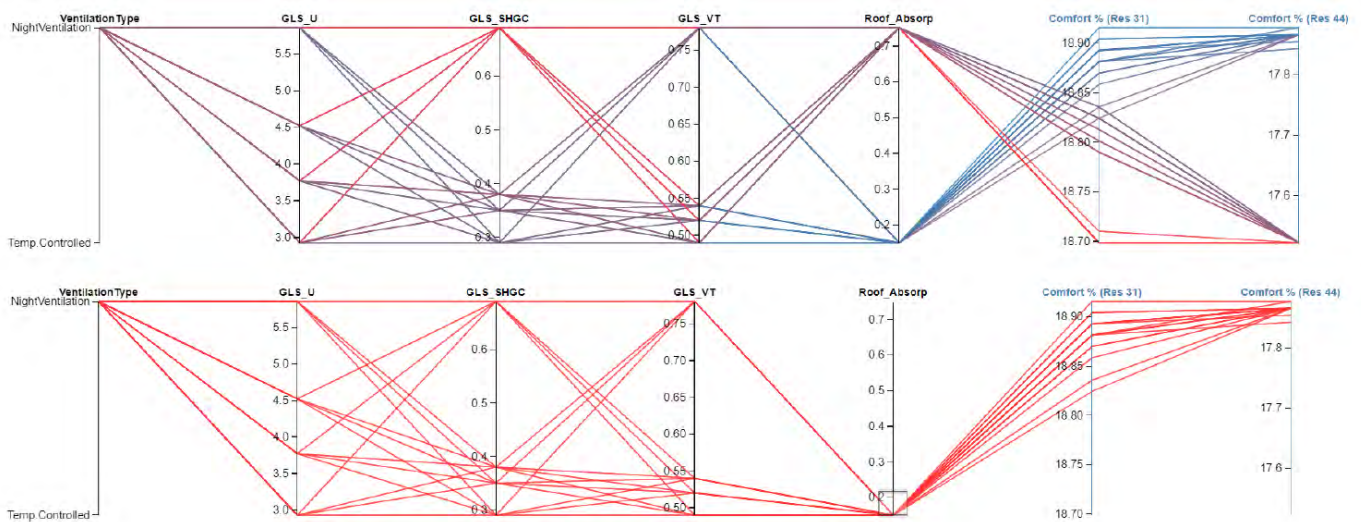 VentilationType GLS_U GLS_SHGC GLS_VT Roof_Absorp Comfort % (Res 31) Comfort % (Res 44)
NightVentilation
5.5 5.0 4.5 4.0 3.5 3.0
0.6 0.5 0.4 0.3
0.75 0.70 0.65 0.60 0.55 0.50
0.7 0.6 0.5 0.4 0.3 0.2
18.90 18.85 18.80 18.75 18.70
17.8 17.7 17.6
Temp.Controlled
VentilationType GLS_U GLS_SHGC GLS_VT Roof_Absorp Comfort % (Res 31) Comfort % (Res 44)
NightVentilation
5.5 5.0 4.5 4.0 3.5 3.0
0.6 0.5 0.4 0.3
0.75 0.70 0.65 0.60 0.55 0.50
0.7 0.6 0.5 0.4 0.3 0.2
18.90 18.85 18.80 18.75 18.70
17.8 17.7 17.6
Temp.Controlled